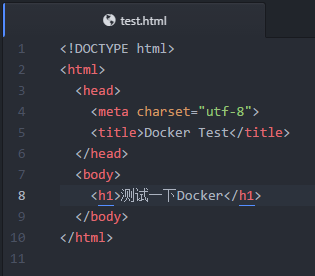 test.html
1 <!DOCTYPE html>
2 <html>
3 <head>
4 <meta charset="utf-8">
5 <title>Docker Test</title>
6 </head>
7 <body>
8 <h1>测试一下Docker</h1>
9 </body>
10 </html>
11